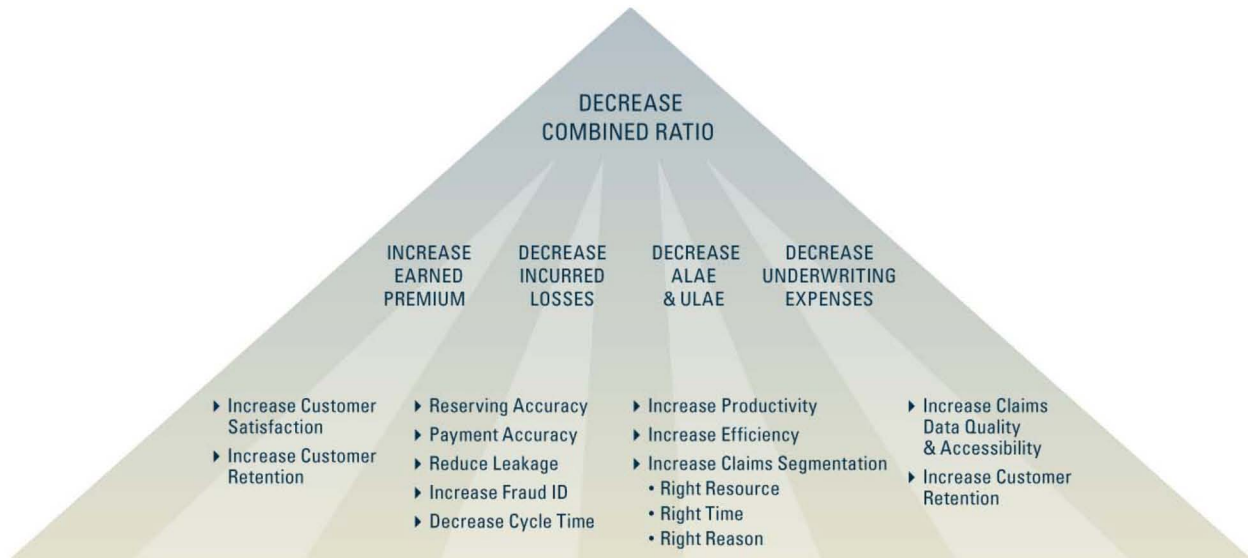 DECREASE
COMBINED RATIO
INCREASE
EARNED
PREMIUM
DECREASE
INCURRED
LOSSES
DECREASE
ALAE
& ULAE
DECREASE
UNDERWRITING
EXPENSES
▸ Increase Customer
Satisfaction
▸ Increase Customer
Retention
▸ Reserving Accuracy
▸ Payment Accuracy
▸ Reduce Leakage
▸ Increase Fraud ID
▸ Decrease Cycle Time
▸ Increase Productivity
▸ Increase Efficiency
▸ Increase Claims Segmentation
• Right Resource
• Right Time
• Right Reason
▸ Increase Claims
Data Quality
& Accessibility
▸ Increase Customer
Retention